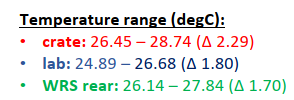 Temperature range (degC):
• crate: 26.45 – 28.74 (Δ 2.29)
• lab: 24.89 – 26.68 (Δ 1.80)
• WRS rear: 26.14 – 27.84 (Δ 1.70)